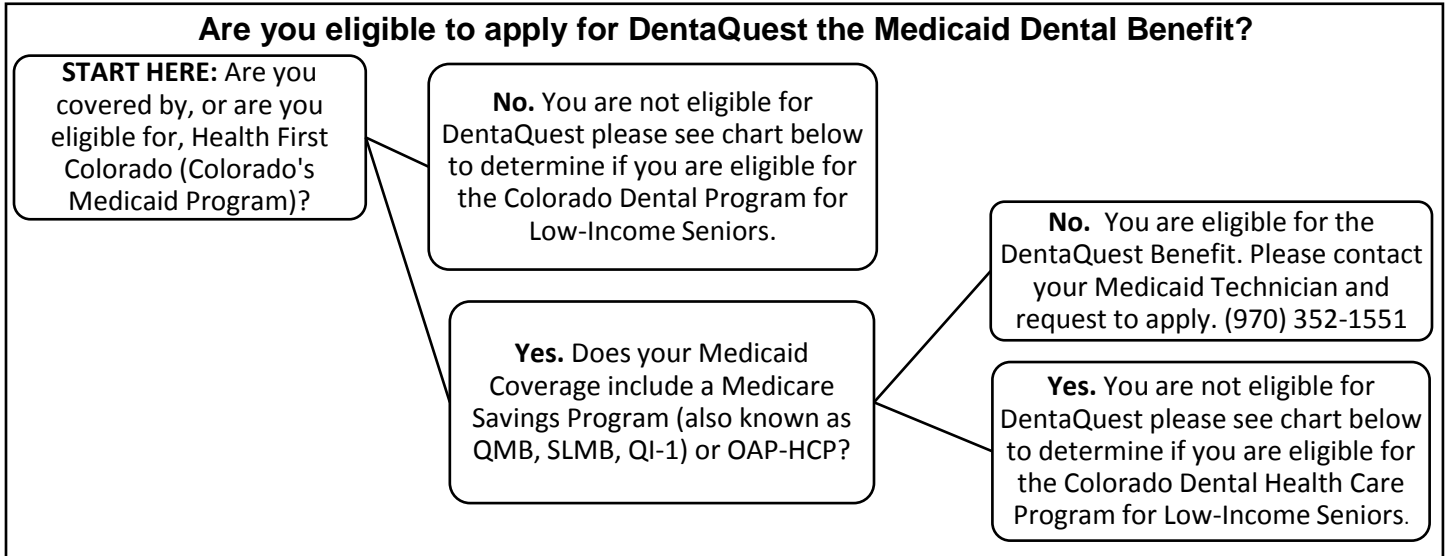 Are you eligible to apply for DentaQuest the Medicaid Dental Benefit?
START HERE: Are you
covered by, or are you
eligible for, Health First
Colorado (Colorado's
Medicaid Program)?
No. You are not eligible for
DentaQuest please see chart below
to determine if you are eligible for
the Colorado Dental Program for
Low-Income Seniors.
Yes. Does your Medicaid
Coverage include a Medicare
Savings Program (also known as
QMB, SLMB, QI-1) or OAP-HCP?
No. You are eligible for the
DentaQuest Benefit. Please contact
your Medicaid Technician and
request to apply. (970) 352-1551
Yes. You are not eligible for
DentaQuest please see chart below
to determine if you are eligible for
the Colorado Dental Health Care
Program for Low-Income Seniors.